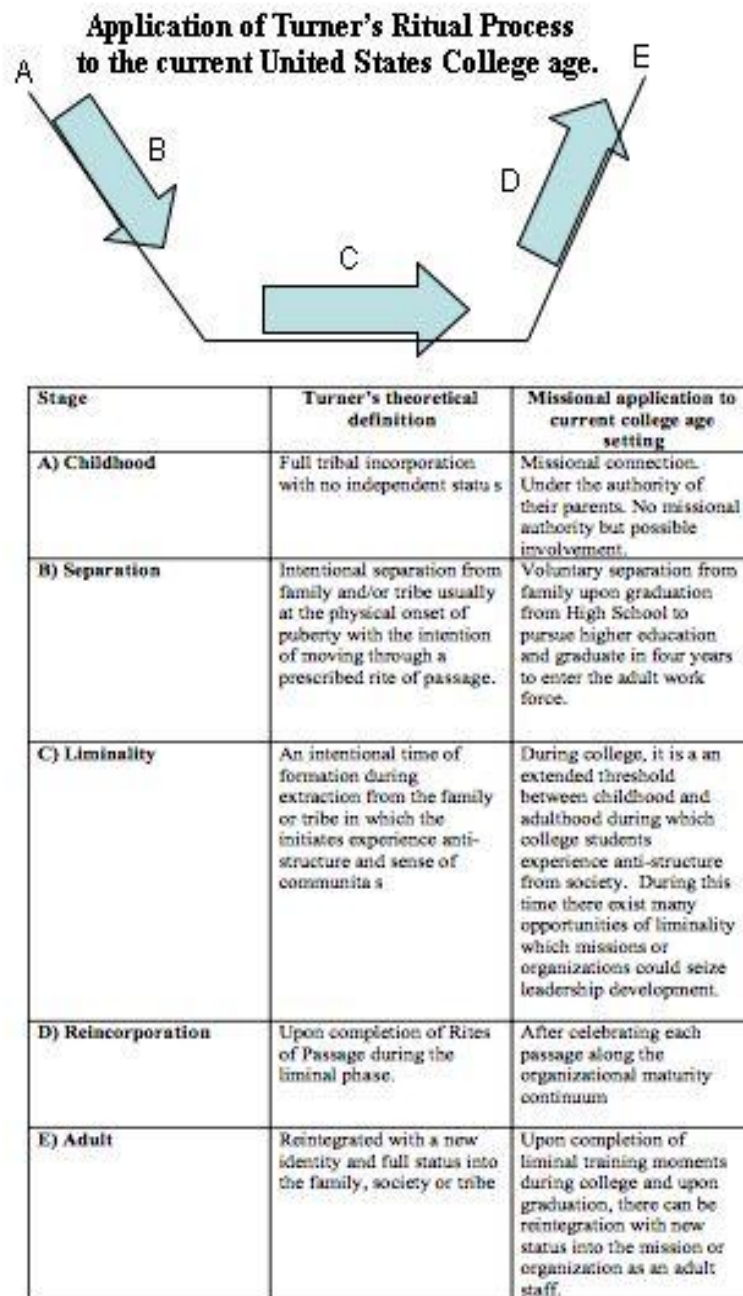 Application of Turner's Ritual Process
to the current United States College age.
A
E
B
D
C
Stage
Turner's theoretical
definition
Missional application to
current college age
setting
A) Childhood
Full tribal incorporation
with no independent statu s
Missional connection.
Under the authority of
their parents. No missional
authority but possible
involvement.
B) Separation
Intentional separation from
family and/or tribe usually
at the physical onset of
puberty with the intention
of moving through a
prescribed rite of passage.
Voluntary separation from
family upon graduation
from High School to
pursue higher education
and graduate in four years
to enter the adult work
force.
C) Liminality
An intentional time of
formation during
extraction from the family
or tribe in which the
initiates experience anti-
structure and sense of
communita s
During college, it is a an
extended threshold
between childhood and
adulthood during which
college students
experience anti-structure
from society. During this
time there exist many
opportunities of liminality
which missions or
organizations could seize
leadership development.
D) Reincorporation
Upon completion of Rites
of Passage during the
liminal phase.
After celebrating each
passage along the
organizational maturity
continuum
E) Adult
Reintegrated with a new
identity and full status into
the family, society or tribe
Upon completion of
liminal training moments
during college and upon
graduation, there can be
reintegration with new
status into the mission or
organization as an adult
staff.